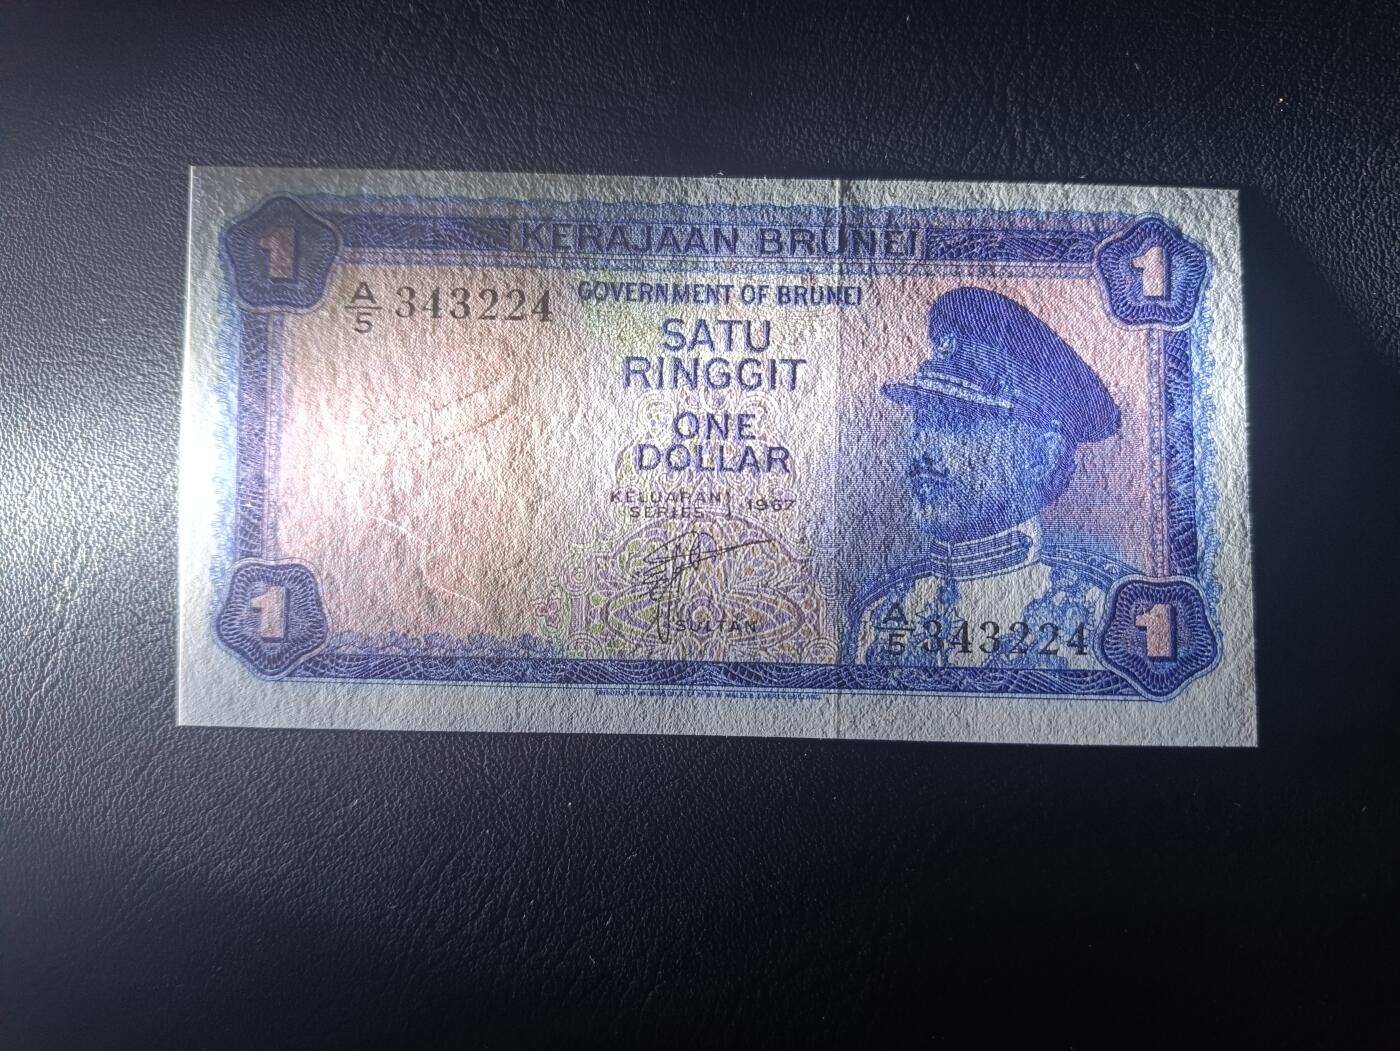 1
KERAJAAN BRUNEI
1
A/5 343224
GOVERNMENT OF BRUNEI
SATU
RINGGIT
ONE
DOLLAR
KELUARAN
SERIES
1967
SULTAN
1
A/5 343224
1